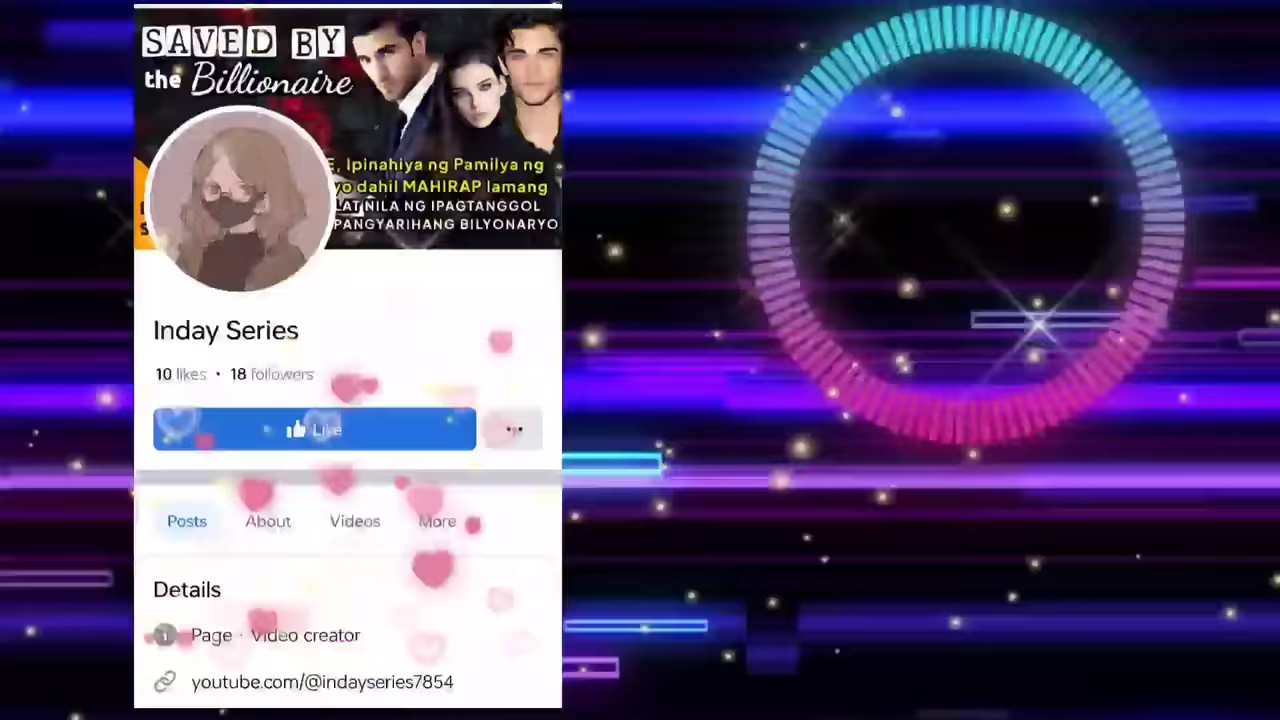 SAVED BY
the Billionaire
E, Ipinahiya ng Pamilya ng
yo dahil MAHIRAP lamang
LAT NILA NG IPAGTANGGOL
PANGYARIHANG BILYONARYO
Inday Series
10 likes • 18 followers
Like
Posts About Videos More
Details
Page · Video creator
youtube.com/@indayseries7854